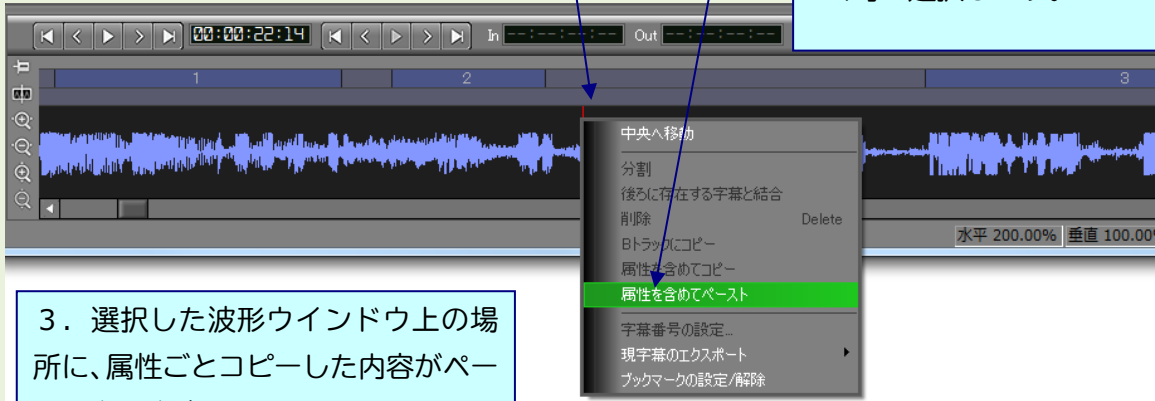 00:00:22:14 In --:--:--:-- Out --:--:--:--
1 2 3
中央へ移動
分割
後ろに存在する字幕と結合
削除 Delete
Bトラックにコピー
属性を含めてコピー
属性を含めてペースト
字幕番号の設定...
現字幕のエクスポート
ブックマークの設定/解除
水平 200.00% 垂直 100.00%
3．選択した波形ウインドウ上の場
所に、属性ごとコピーした内容がペー